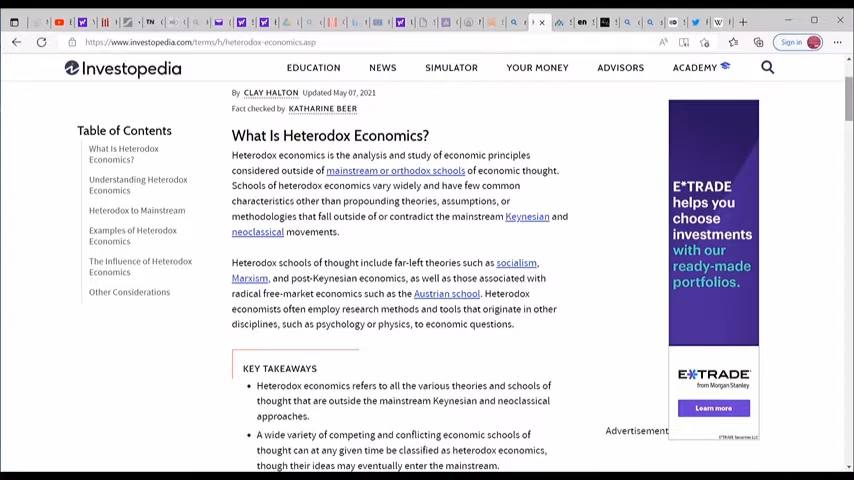 https://www.investopedia.com/terms/h/heterodox-economics.asp
Sign in
Investopedia
EDUCATION
NEWS
SIMULATOR
YOUR MONEY
ADVISORS
ACADEMY
By CLAY HALTON Updated May 07, 2021
Fact checked by KATHARINE BEER
Table of Contents
What Is Heterodox
Economics?
Understanding Heterodox
Economics
Heterodox to Mainstream
Examples of Heterodox
Economics
The Influence of Heterodox
Economics
Other Considerations
What Is Heterodox Economics?
Heterodox economics is the analysis and study of economic principles
considered outside of mainstream or orthodox schools of economic thought.
Schools of heterodox economics vary widely and have few common
characteristics other than propounding theories, assumptions, or
methodologies that fall outside of or contradict the mainstream Keynesian and
neoclassical movements.
Heterodox schools of thought include far-left theories such as socialism,
Marxism, and post-Keynesian economics, as well as those associated with
radical free-market economics such as the Austrian school. Heterodox
economists often employ research methods and tools that originate in other
disciplines, such as psychology or physics, to economic questions.
KEY TAKEAWAYS
• Heterodox economics refers to all the various theories and schools of
thought that are outside the mainstream Keynesian and neoclassical
approaches.
• A wide variety of competing and conflicting economic schools of
thought can at any given time be classified as heterodox economics,
though their ideas may eventually enter the mainstream.
E*TRADE
helps you
choose
investments
with our
ready-made
portfolios.
E*TRADE
from Morgan Stanley
Learn more
E*TRADE Securities LLC
Advertisement